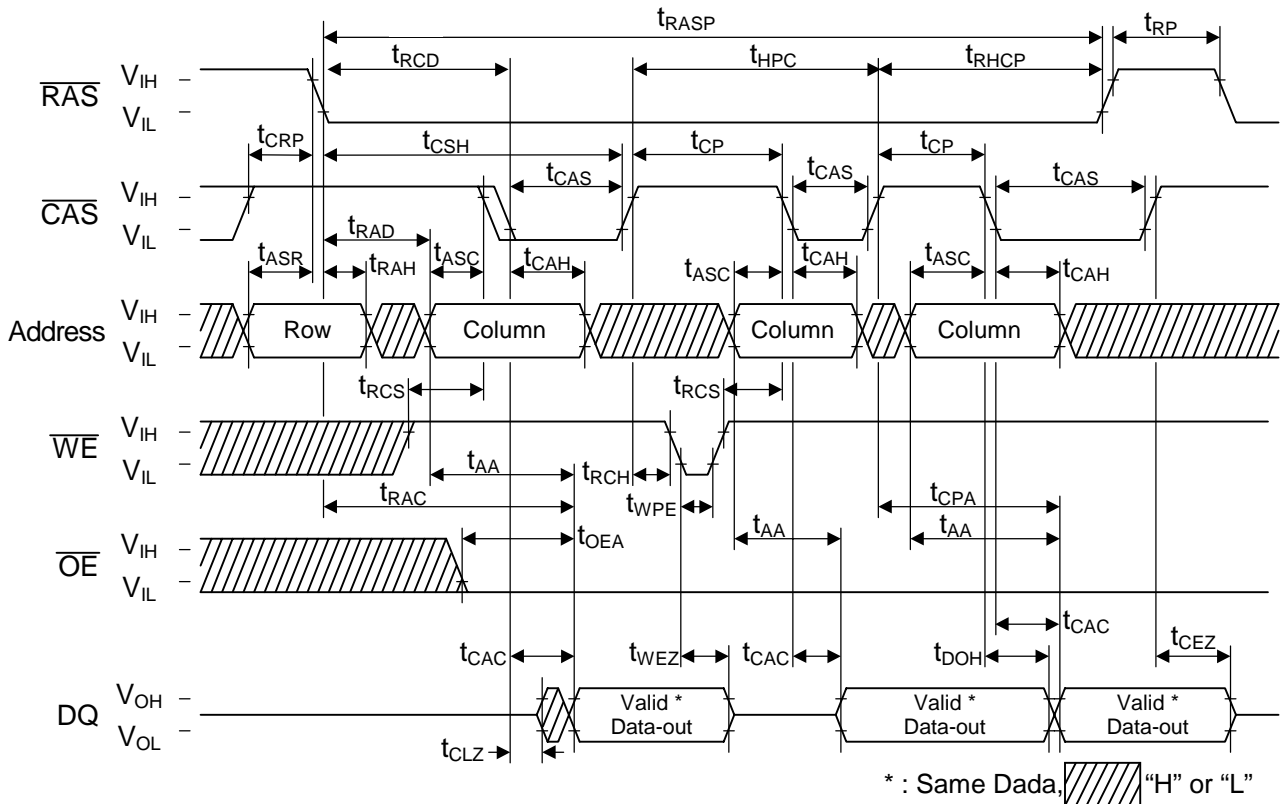 tRASP tRP
tRCD tHPC tRHCP
RAS VIH
VIL
tCRP tCSH tCP tCP
tCAS tCAS tCAS
CAS VIH
VIL
tRAD
tASR tRAH tASC tCAH tASC tCAH tASC tCAH
Address VIH
VIL
Row Column Column Column
tRCS tRCS
WE VIH
VIL
tAA tRCH tCPA
tRAC tWPE
tOEA tAA tAA
OE VIH
VIL
tCAC
tCAC tWEZ tCAC tDOH tCEZ
DQ VOH
VOL
Valid * Valid * Valid *
Data-out Data-out Data-out
tCLZ
* : Same Dada, "H" or "L"